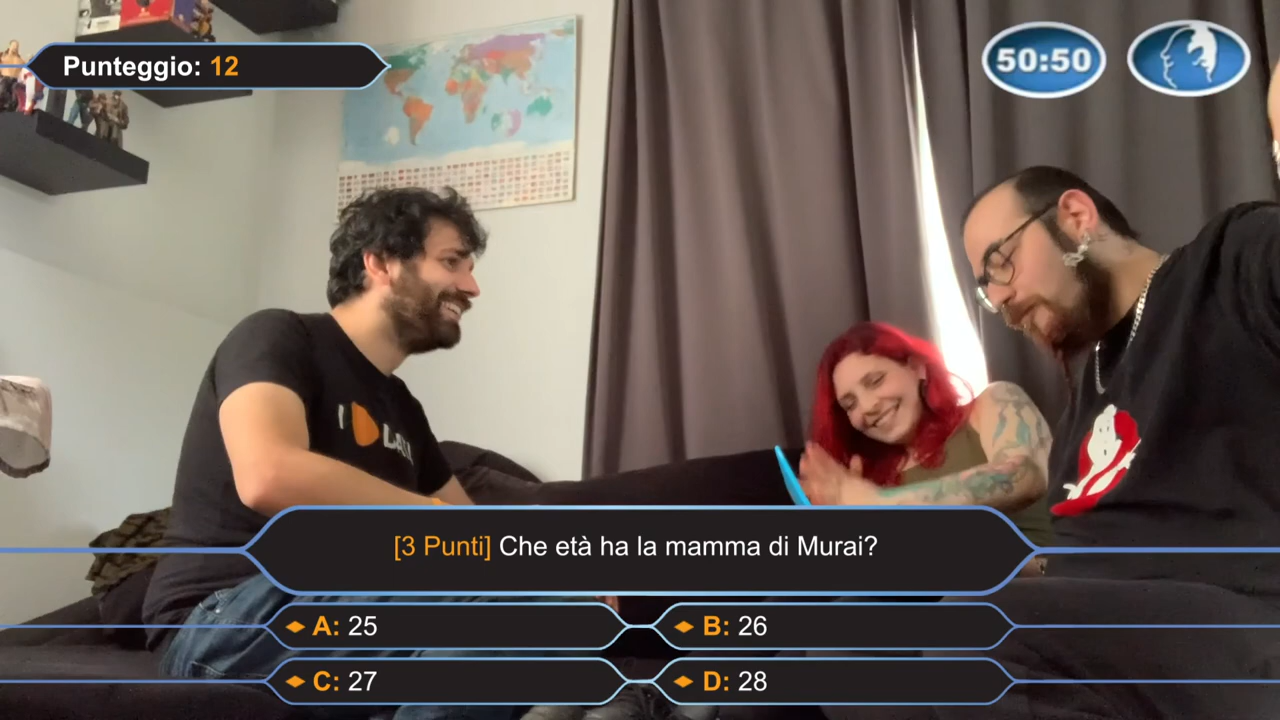 Punteggio: 12
50:50
[3 Punti] Che età ha la mamma di Murai?
A: 25
B: 26
C: 27
D: 28